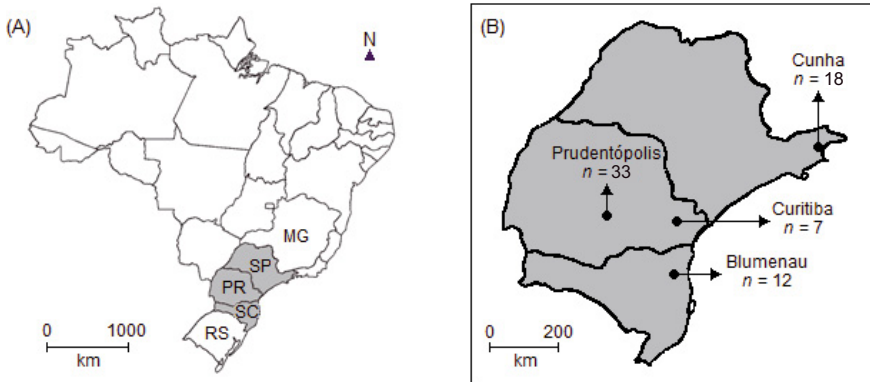 (A)
N
MG
SP
PR
SC
RS
0 1000
km
(B)
Cunha
n = 18
Prudentópolis
n = 33
Curitiba
n = 7
Blumenau
n = 12
0 200
km